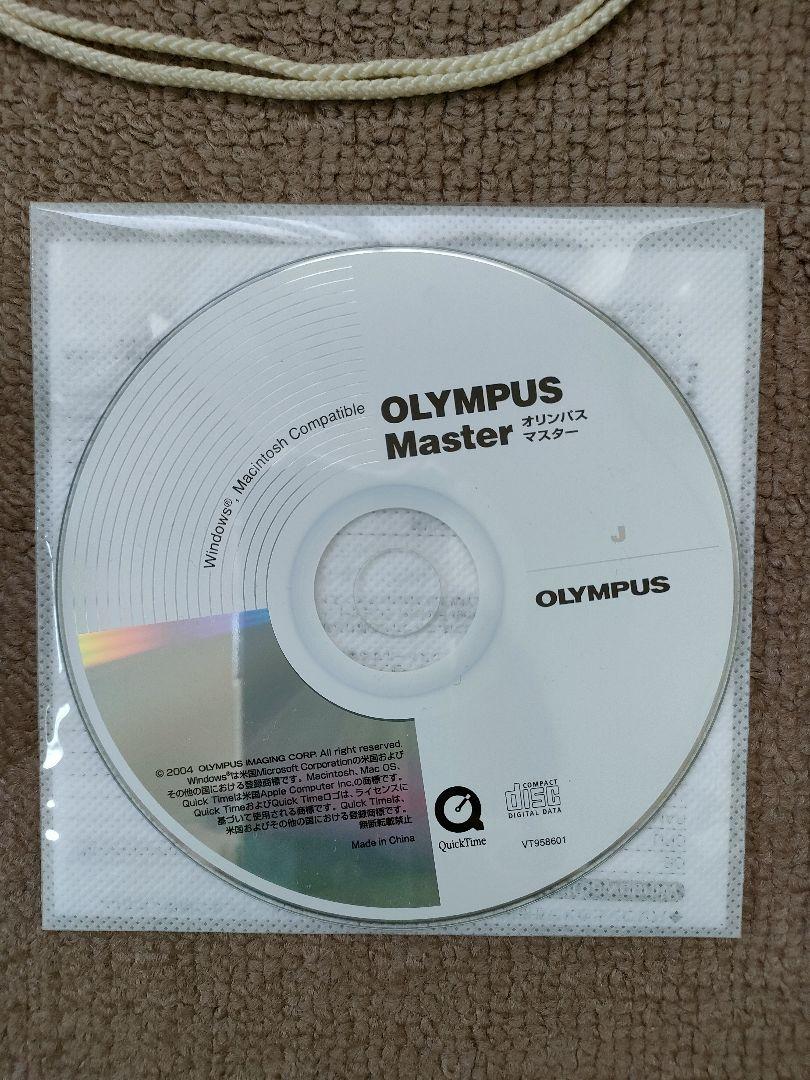 Windows®, Macintosh Compatible
OLYMPUS
Master
オリンパス
マスター
J
OLYMPUS
© 2004 OLYMPUS IMAGING CORP. All right reserved.
Windows®は米国Microsoft Corporationの米国および
その他の国における登録商標です。Macintosh、Mac OS、
Quick Timeは米国Apple Computer Inc.の商標です。
Quick TimeおよびQuick Timeロゴは、ライセンスに
基づいて使用される商標です。Quick Timeは、
米国およびその他の国における登録商標です。
無断転載禁止
Made in China
QuickTime
COMPACT
disc
DIGITAL DATA
VT958601